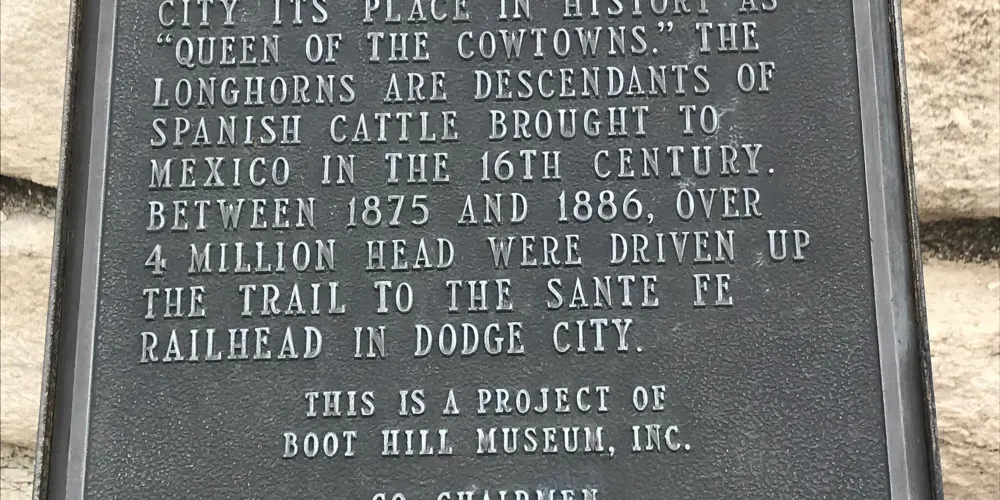 CITY ITS PLACE IN HISTORY AS
"QUEEN OF THE COWTOWNS." THE
LONGHORNS ARE DESCENDANTS OF
SPANISH CATTLE BROUGHT TO
MEXICO IN THE 16TH CENTURY.
BETWEEN 1875 AND 1886, OVER
4 MILLION HEAD WERE DRIVEN UP
THE TRAIL TO THE SANTE FE
RAILHEAD IN DODGE CITY.
THIS IS A PROJECT OF
BOOT HILL MUSEUM, INC.
CO-CHAIRMEN